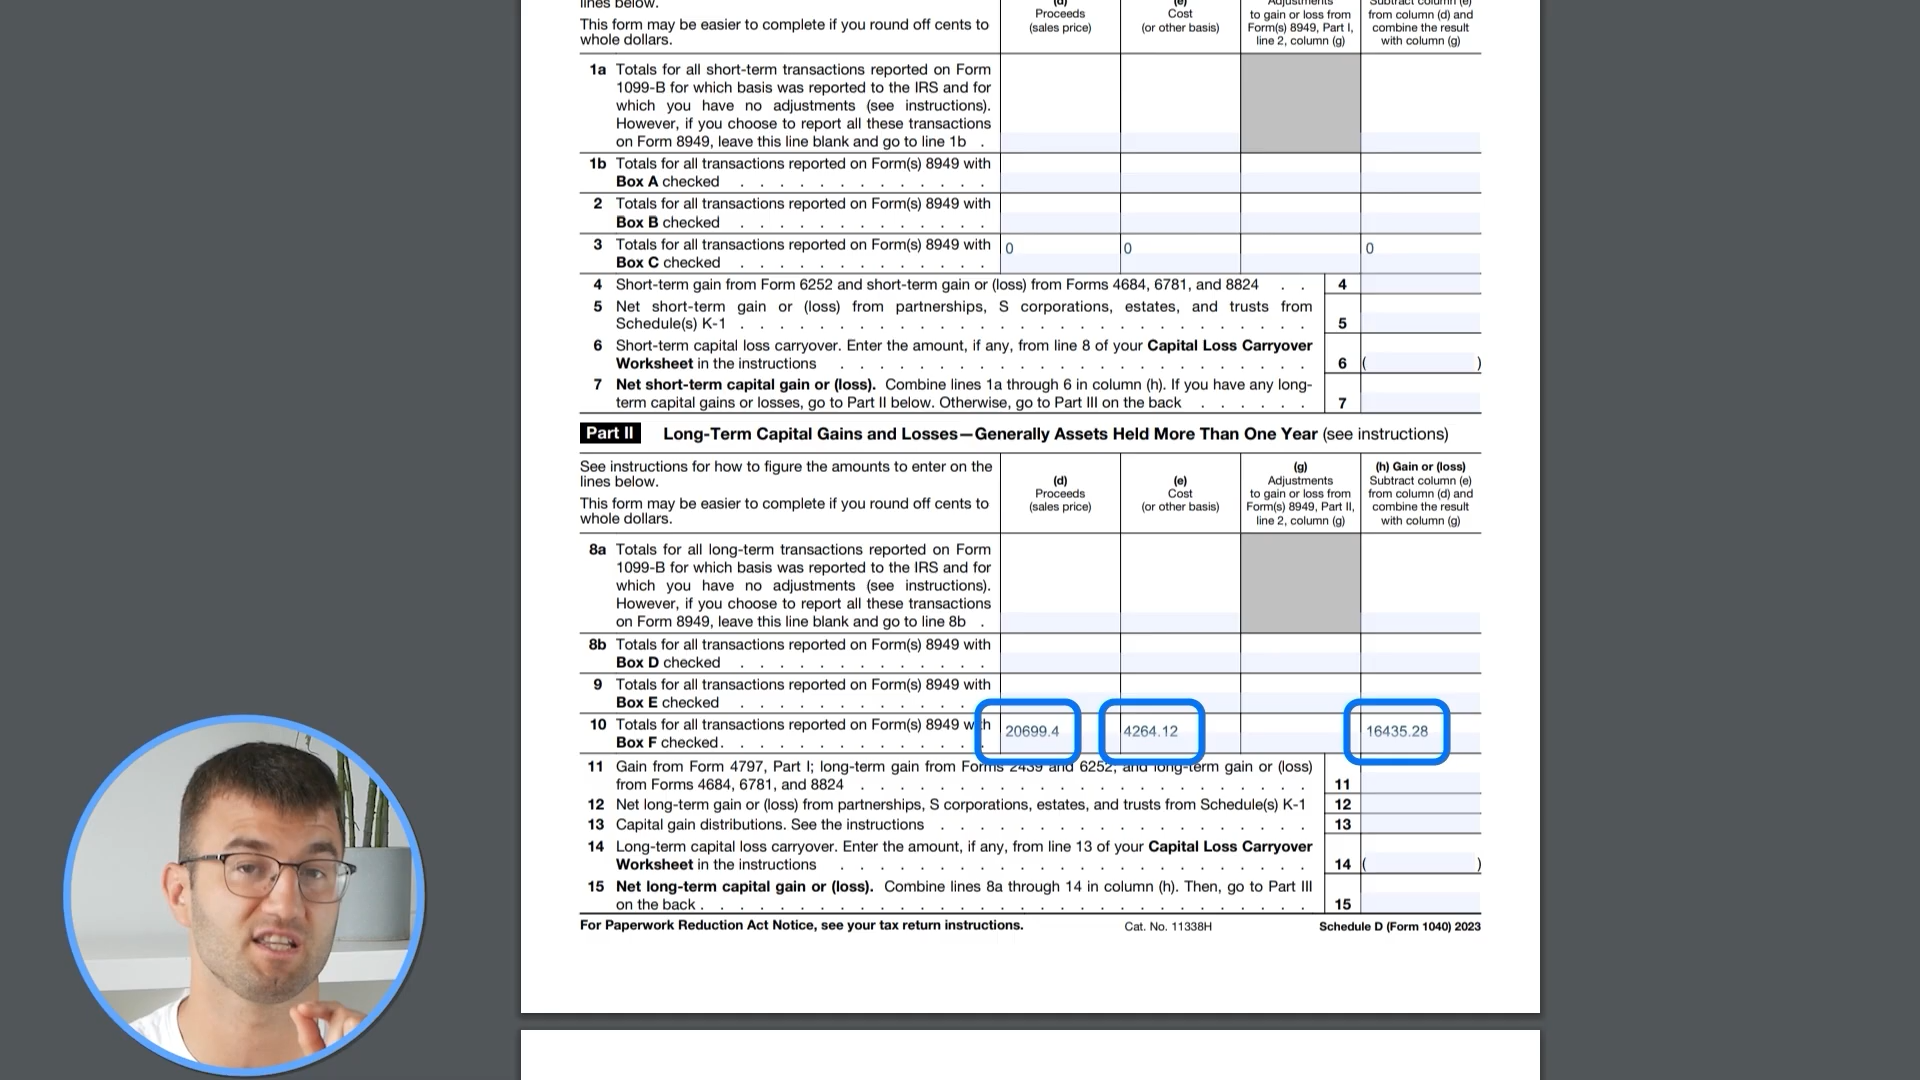 lines below.
This form may be easier to complete if you round off cents to
whole dollars.
(d)
Proceeds
(sales price)
(e)
Cost
(or other basis)
Adjustments
to gain or loss from
Form(s) 8949, Part I,
line 2, column (g)
Subtract column (e)
from column (d) and
combine the result
with column (g)
1a Totals for all short-term transactions reported on Form
1099-B for which basis was reported to the IRS and for
which you have no adjustments (see instructions).
However, if you choose to report all these transactions
on Form 8949, leave this line blank and go to line 1b .
1b Totals for all transactions reported on Form(s) 8949 with
Box A checked . . . . . . . . . . . . .
2 Totals for all transactions reported on Form(s) 8949 with
Box B checked . . . . . . . . . . . . .
3 Totals for all transactions reported on Form(s) 8949 with
Box C checked . . . . . . . . . . . . .
0 0 0
4 Short-term gain from Form 6252 and short-term gain or (loss) from Forms 4684, 6781, and 8824 . . 4
5 Net short-term gain or (loss) from partnerships, S corporations, estates, and trusts from
Schedule(s) K-1 . . . . . . . . . . . . . . . . . . . . . . . . . . . . . 5
6 Short-term capital loss carryover. Enter the amount, if any, from line 8 of your Capital Loss Carryover
Worksheet in the instructions . . . . . . . . . . . . . . . . . . . . . . . . 6 ( )
7 Net short-term capital gain or (loss). Combine lines 1a through 6 in column (h). If you have any long-
term capital gains or losses, go to Part II below. Otherwise, go to Part III on the back . . . . . . 7
Part II Long-Term Capital Gains and Losses—Generally Assets Held More Than One Year (see instructions)
See instructions for how to figure the amounts to enter on the
lines below.
This form may be easier to complete if you round off cents to
whole dollars.
(d)
Proceeds
(sales price)
(e)
Cost
(or other basis)
(g)
Adjustments
to gain or loss from
Form(s) 8949, Part II,
line 2, column (g)
(h) Gain or (loss)
Subtract column (e)
from column (d) and
combine the result
with column (g)
8a Totals for all long-term transactions reported on Form
1099-B for which basis was reported to the IRS and for
which you have no adjustments (see instructions).
However, if you choose to report all these transactions
on Form 8949, leave this line blank and go to line 8b .
8b Totals for all transactions reported on Form(s) 8949 with
Box D checked . . . . . . . . . . . . .
9 Totals for all transactions reported on Form(s) 8949 with
Box E checked . . . . . . . . . . . .
10 Totals for all transactions reported on Form(s) 8949 with
Box F checked. . . . . . . . . . . . . .
20699.4 4264.12 16435.28
11 Gain from Form 4797, Part I; long-term gain from Forms 2439 and 6252; and long-term gain or (loss)
from Forms 4684, 6781, and 8824 . . . . . . . . . . . . . . . . . . . . . . . 11
12 Net long-term gain or (loss) from partnerships, S corporations, estates, and trusts from Schedule(s) K-1 12
13 Capital gain distributions. See the instructions . . . . . . . . . . . . . . . . . . . 13
14 Long-term capital loss carryover. Enter the amount, if any, from line 13 of your Capital Loss Carryover
Worksheet in the instructions . . . . . . . . . . . . . . . . . . . . . . . . 14 ( )
15 Net long-term capital gain or (loss). Combine lines 8a through 14 in column (h). Then, go to Part III
on the back . . . . . . . . . . . . . . . . . . . . . . . . . . . . . . . 15
For Paperwork Reduction Act Notice, see your tax return instructions. Cat. No. 11338H Schedule D (Form 1040) 2023